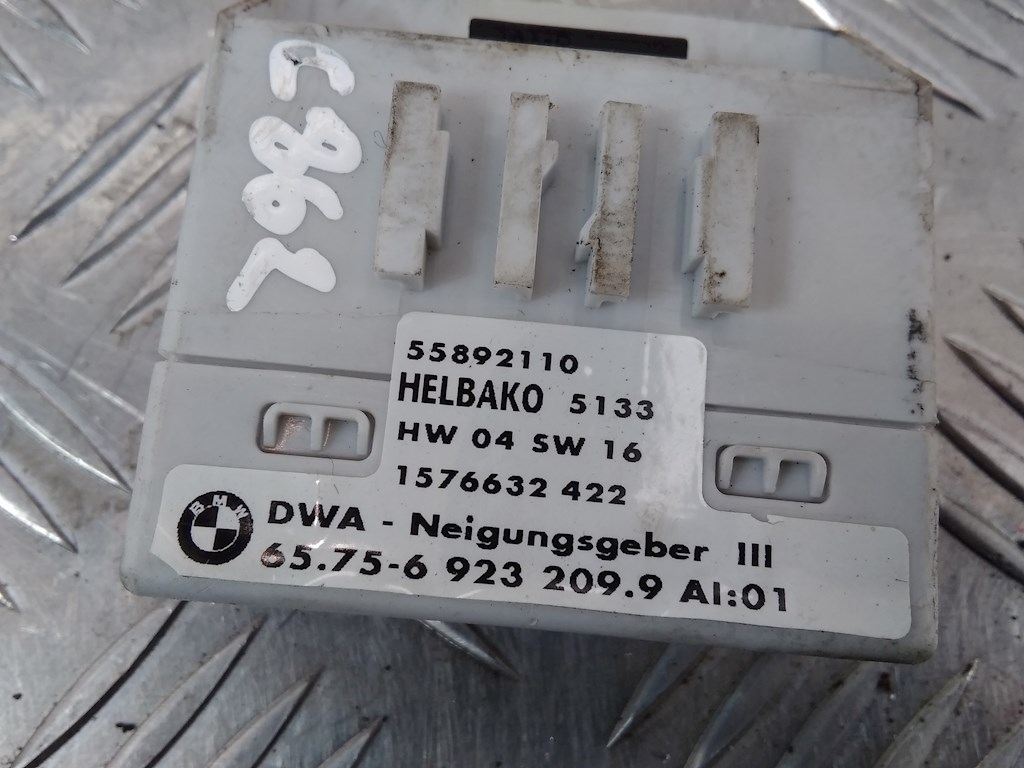 55892110
HELBAKO 5133
HW 04 SW 16
1576632 422
BMW
DWA - Neigungsgeber III
65.75-6 923 209.9 AI:01